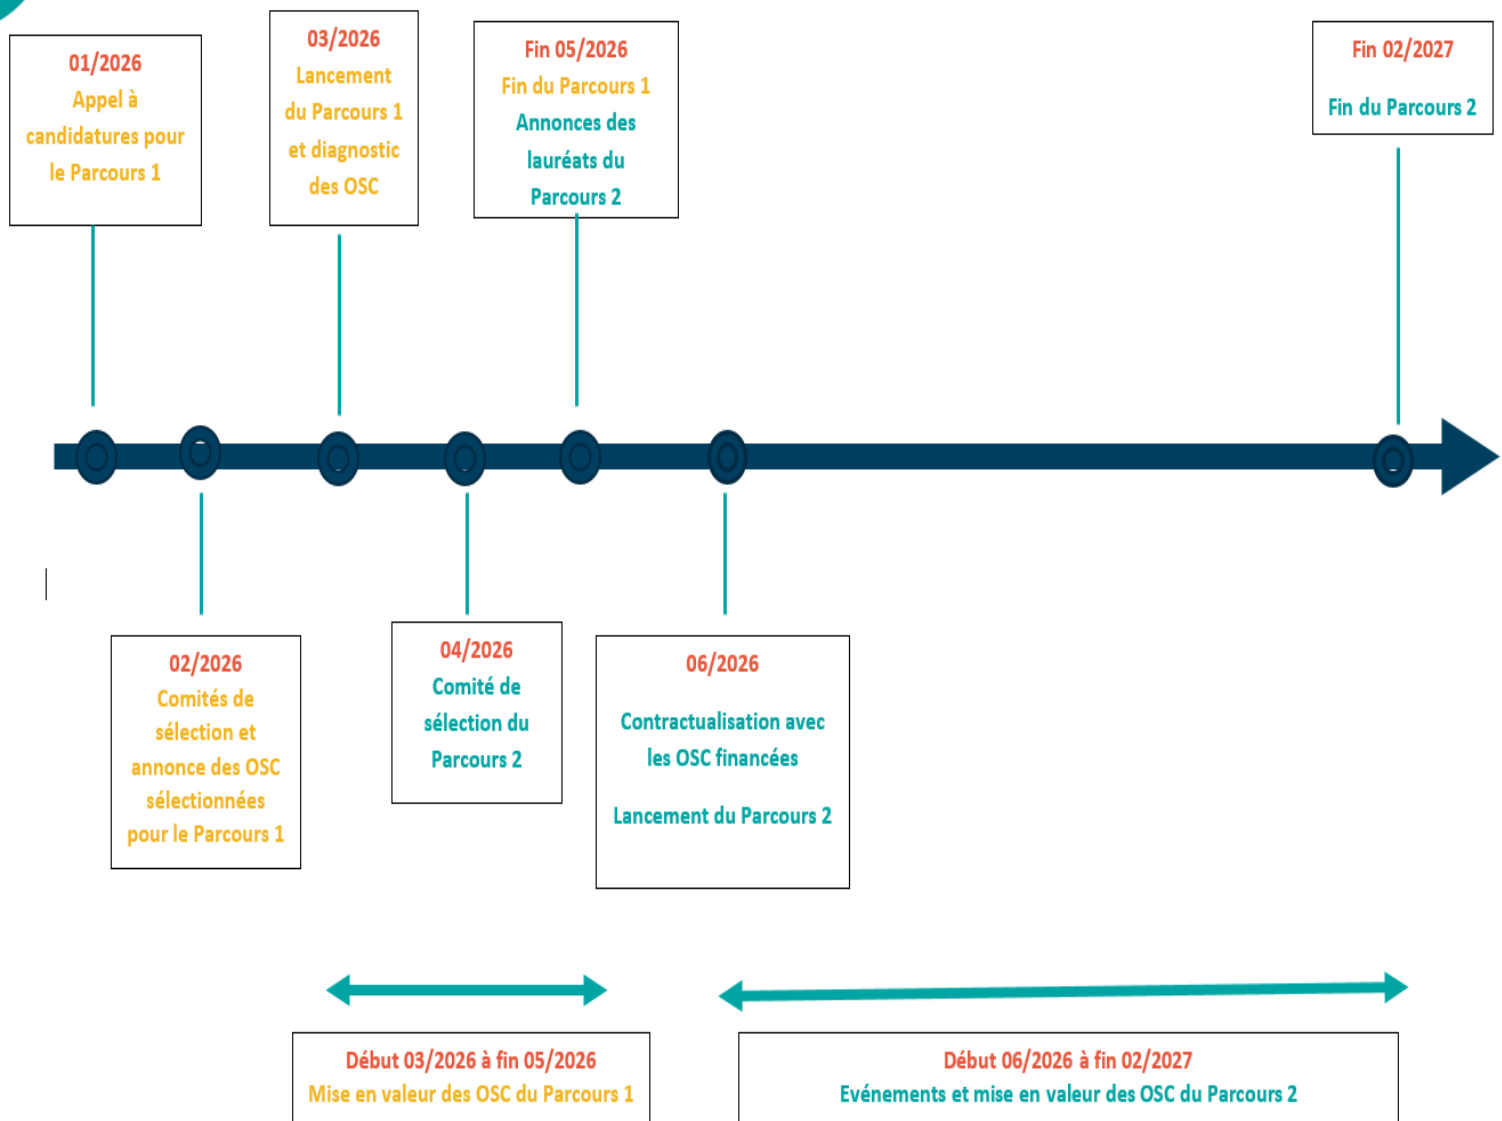 01/2026
Appel à
candidatures pour
le Parcours 1
03/2026
Lancement
du Parcours 1
et diagnostic
des OSC
Fin 05/2026
Fin du Parcours 1
Annonces des
lauréats du
Parcours 2
Fin 02/2027
Fin du Parcours 2
02/2026
Comités de
sélection et
annonce des OSC
sélectionnées
pour le Parcours 1
04/2026
Comité de
sélection du
Parcours 2
06/2026
Contractualisation avec
les OSC financées
Lancement du Parcours 2
Début 03/2026 à fin 05/2026
Mise en valeur des OSC du Parcours 1
Début 06/2026 à fin 02/2027
Evénements et mise en valeur des OSC du Parcours 2